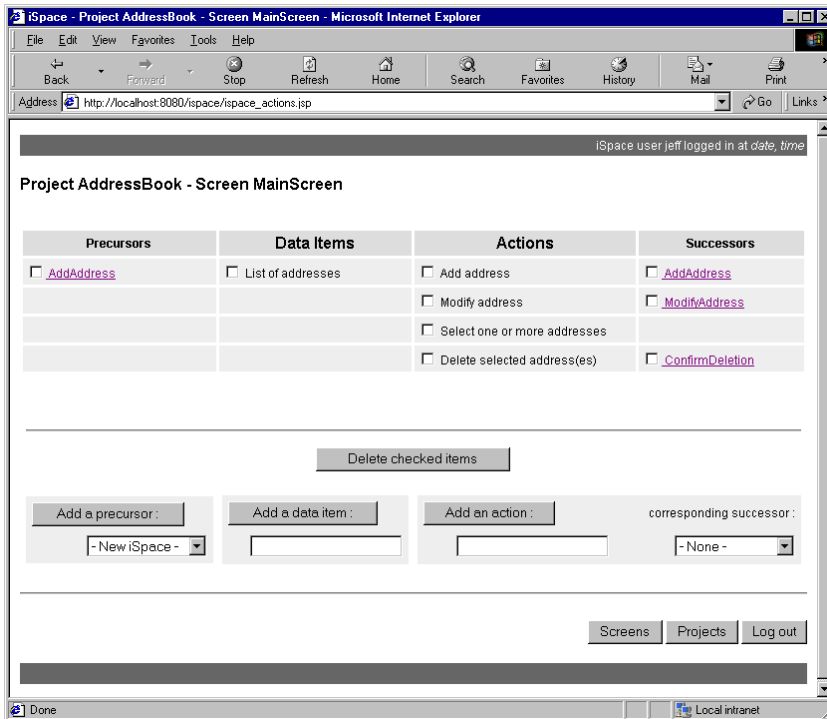 iSpace - Project AddressBook - Screen MainScreen - Microsoft Internet Explorer
File Edit View Favorites Tools Help
Back Forward Stop Refresh Home Search Favorites History Mail Print
Address http://localhost:8080/ispace/ispace_actions.jsp Go Links
iSpace user jeff logged in at date, time
Project AddressBook - Screen MainScreen
Precursors Data Items Actions Successors
AddAddress List of addresses Add address AddAddress
Modify address ModifyAddress
Select one or more addresses
Delete selected address(es) ConfirmDeletion
Delete checked items
Add a precursor : Add a data item : Add an action : corresponding successor :
- New iSpace - - None -
Screens Projects Log out
Done Local intranet